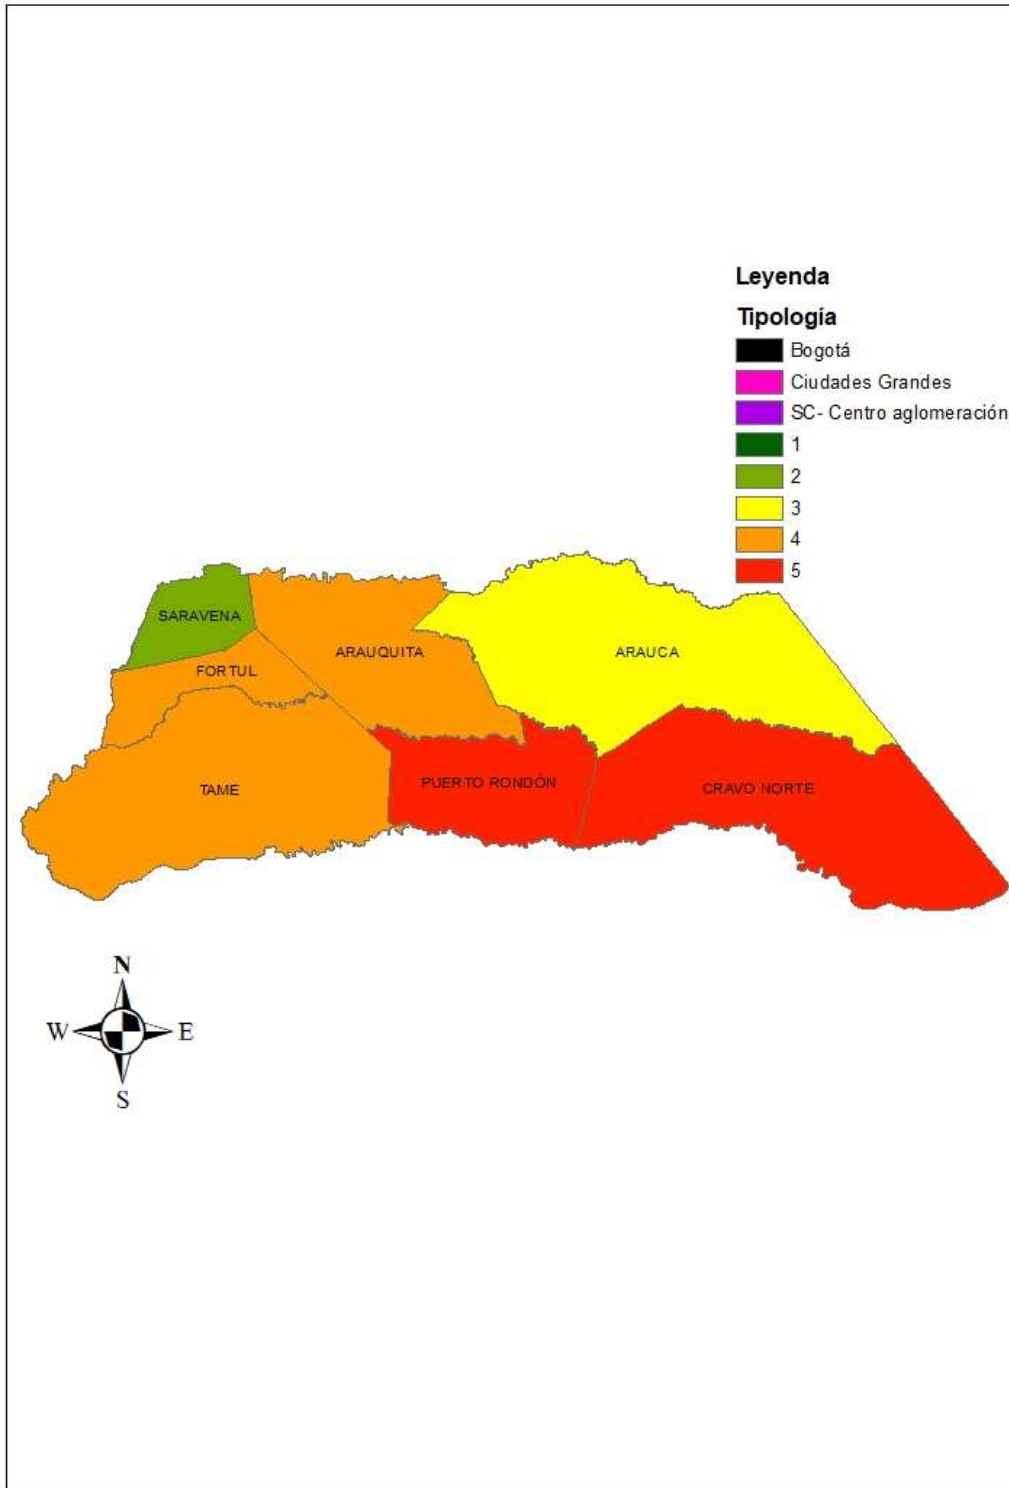 Leyenda
Tipología
Bogotá
Ciudades Grandes
SC- Centro aglomeración
1
2
3
4
5
SARAVENA
FORTUL
ARAUQUITA
ARAUCA
TAME
PUERTO RONDÓN
CRAVO NORTE
N
W E
S